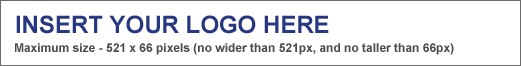 INSERT YOUR LOGO HERE
Maximum size - 521 x 66 pixels (no wider than 521px, and no taller than 66px)